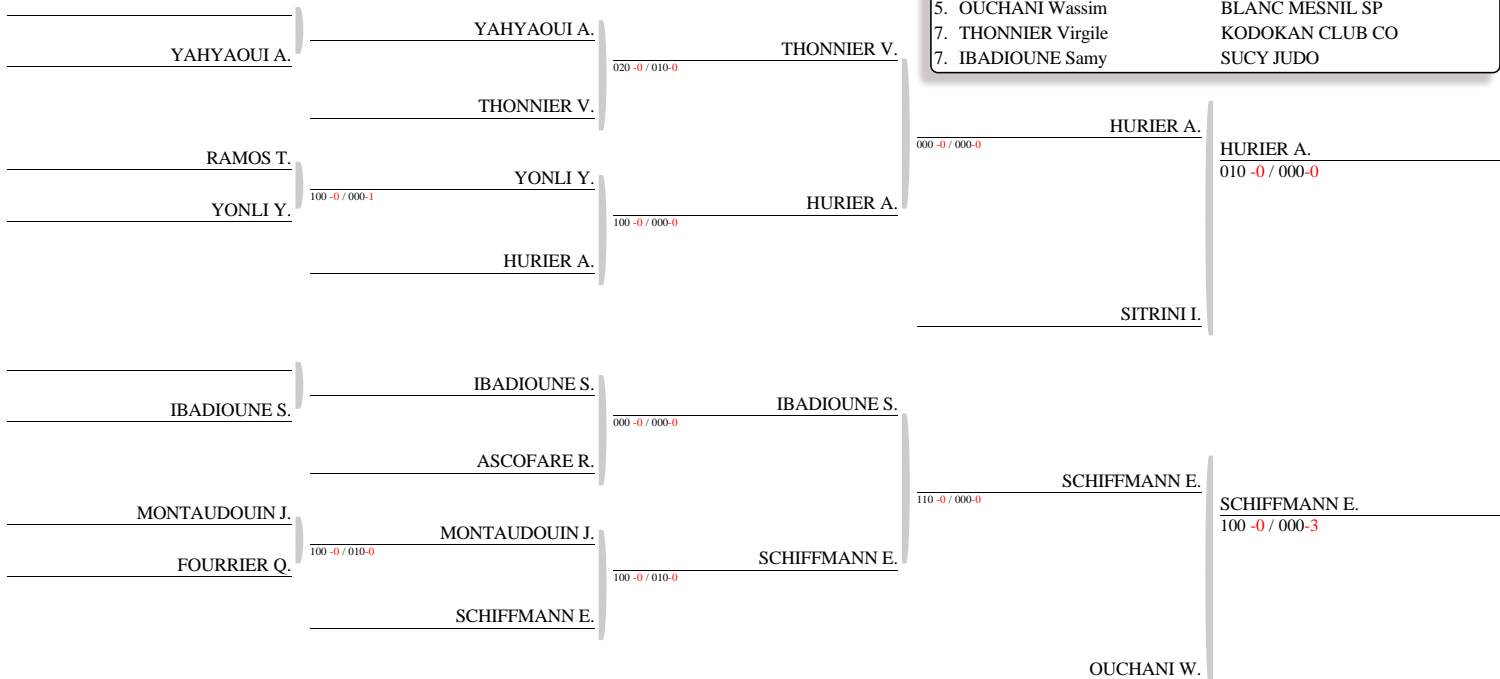 5. OUCHANI Wassim BLANC MESNIL SP
7. THONNIER Virgile KODOKAN CLUB CO
7. IBADIOUNE Samy SUCY JUDO
YAHYAOUI A.
YAHYAOUI A.
THONNIER V.
020 -0 / 010-0
THONNIER V.
RAMOS T.
YONLI Y.
100 -0 / 000-1
YONLI Y.
HURIER A.
100 -0 / 000-0
HURIER A.
HURIER A.
000 -0 / 000-0
SITRINI I.
HURIER A.
010 -0 / 000-0
IBADIOUNE S.
IBADIOUNE S.
ASCOFARE R.
IBADIOUNE S.
000 -0 / 000-0
MONTAUDOUIN J.
FOURRIER Q.
MONTAUDOUIN J.
100 -0 / 010-0
SCHIFFMANN E.
SCHIFFMANN E.
100 -0 / 010-0
SCHIFFMANN E.
110 -0 / 000-0
OUCHANI W.
SCHIFFMANN E.
100 -0 / 000-3